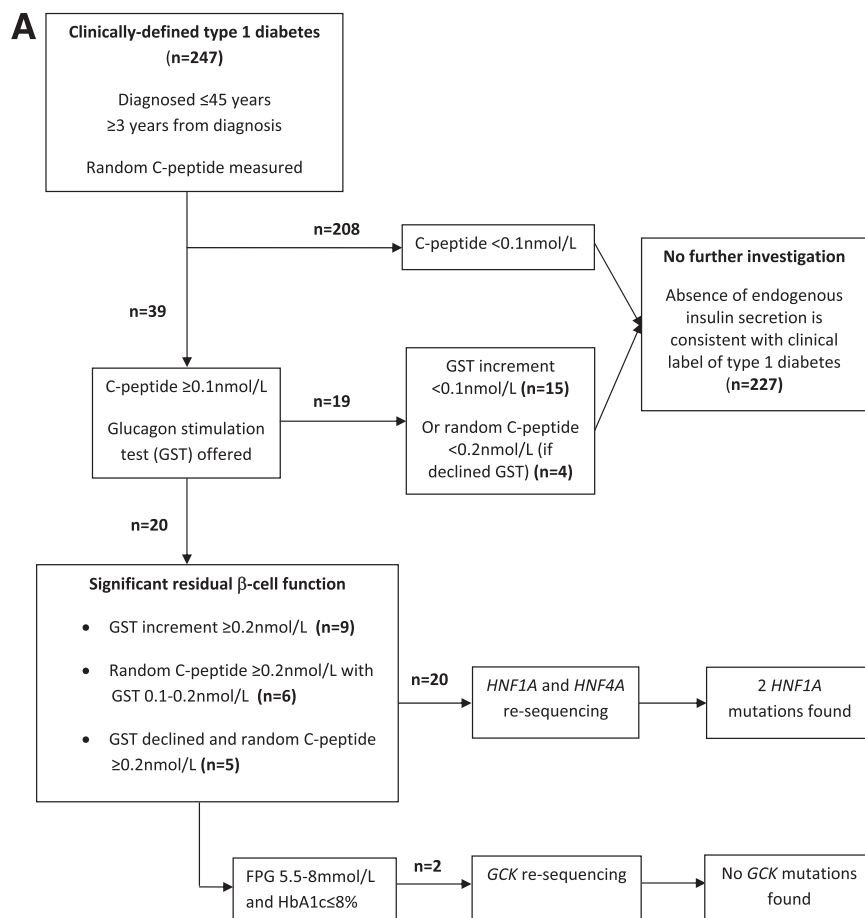 A
Clinically-defined type 1 diabetes
(n=247)
Diagnosed ≤45 years
≥3 years from diagnosis
Random C-peptide measured
n=208
C-peptide <0.1nmol/L
No further investigation
Absence of endogenous
insulin secretion is
consistent with clinical
label of type 1 diabetes
(n=227)
n=39
C-peptide ≥0.1nmol/L
Glucagon stimulation
test (GST) offered
n=19
GST increment
<0.1nmol/L (n=15)
Or random C-peptide
<0.2nmol/L (if
declined GST) (n=4)
n=20
Significant residual β-cell function
• GST increment ≥0.2nmol/L (n=9)
• Random C-peptide ≥0.2nmol/L with
GST 0.1-0.2nmol/L (n=6)
• GST declined and random C-peptide
≥0.2nmol/L (n=5)
n=20
HNF1A and HNF4A
re-sequencing
2 HNF1A
mutations found
FPG 5.5-8mmol/L
and HbA1c≤8%
n=2
GCK re-sequencing
No GCK mutations
found